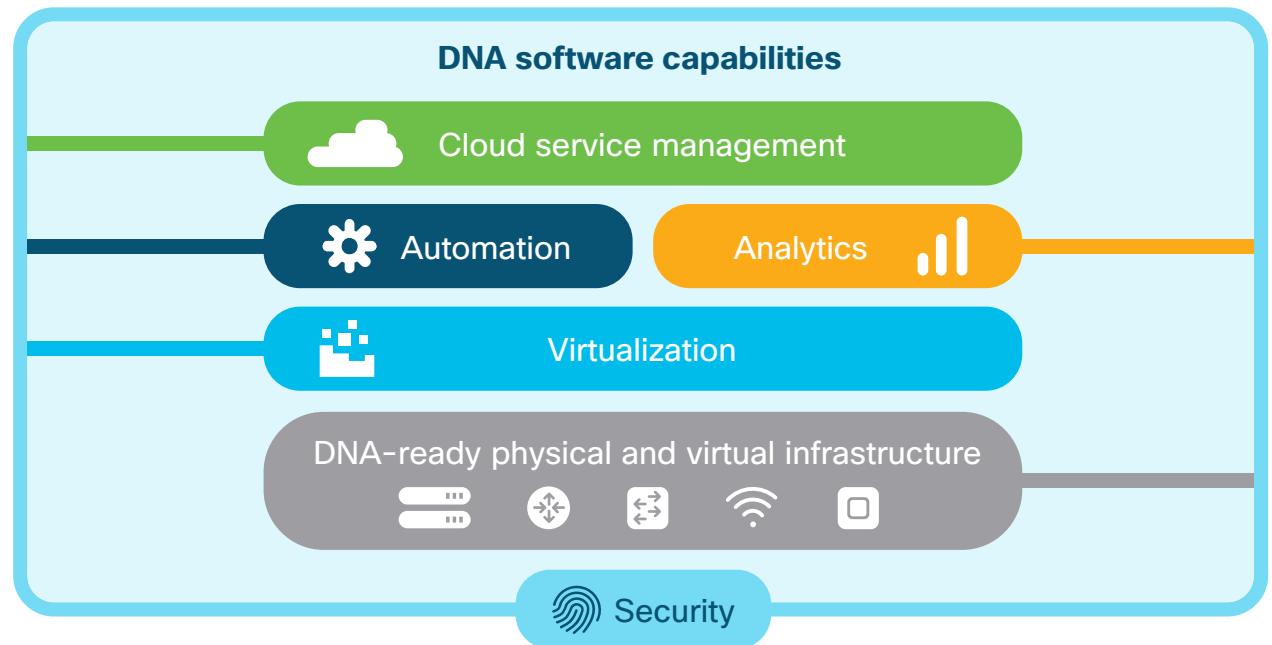 DNA software capabilities
Cloud service management
Automation
Analytics
Virtualization
DNA-ready physical and virtual infrastructure
Security